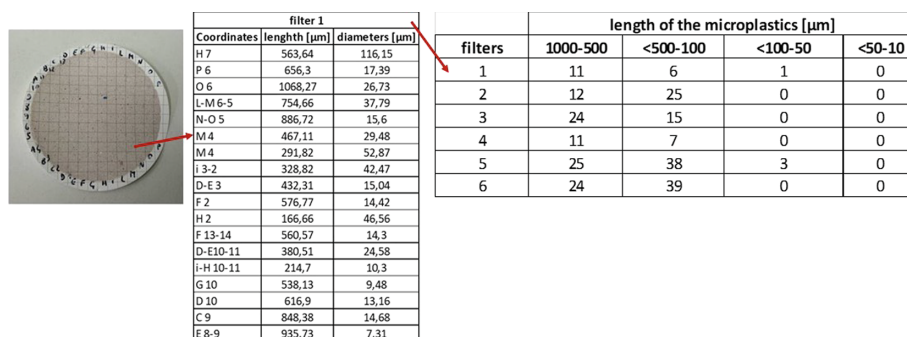 filter 1
Coordinates lenghth [µm] diameters [µm]
H 7 563,64 116,15
P 6 656,3 17,39
O 6 1068,27 26,73
L-M 6-5 754,66 37,79
N-O 5 886,72 15,6
M 4 467,11 29,48
M 4 291,82 52,87
i 3-2 328,82 42,47
D-E 3 432,31 15,04
F 2 576,77 14,42
H 2 166,66 46,56
F 13-14 560,57 14,3
D-E10-11 380,51 24,58
i-H 10-11 214,7 10,3
G 10 538,13 9,48
D 10 616,9 13,16
C 9 848,38 14,68
E 8-9 935,73 7,31
length of the microplastics [µm]
filters 1000-500 <500-100 <100-50 <50-10
1 11 6 1 0
2 12 25 0 0
3 24 15 0 0
4 11 7 0 0
5 25 38 3 0
6 24 39 0 0